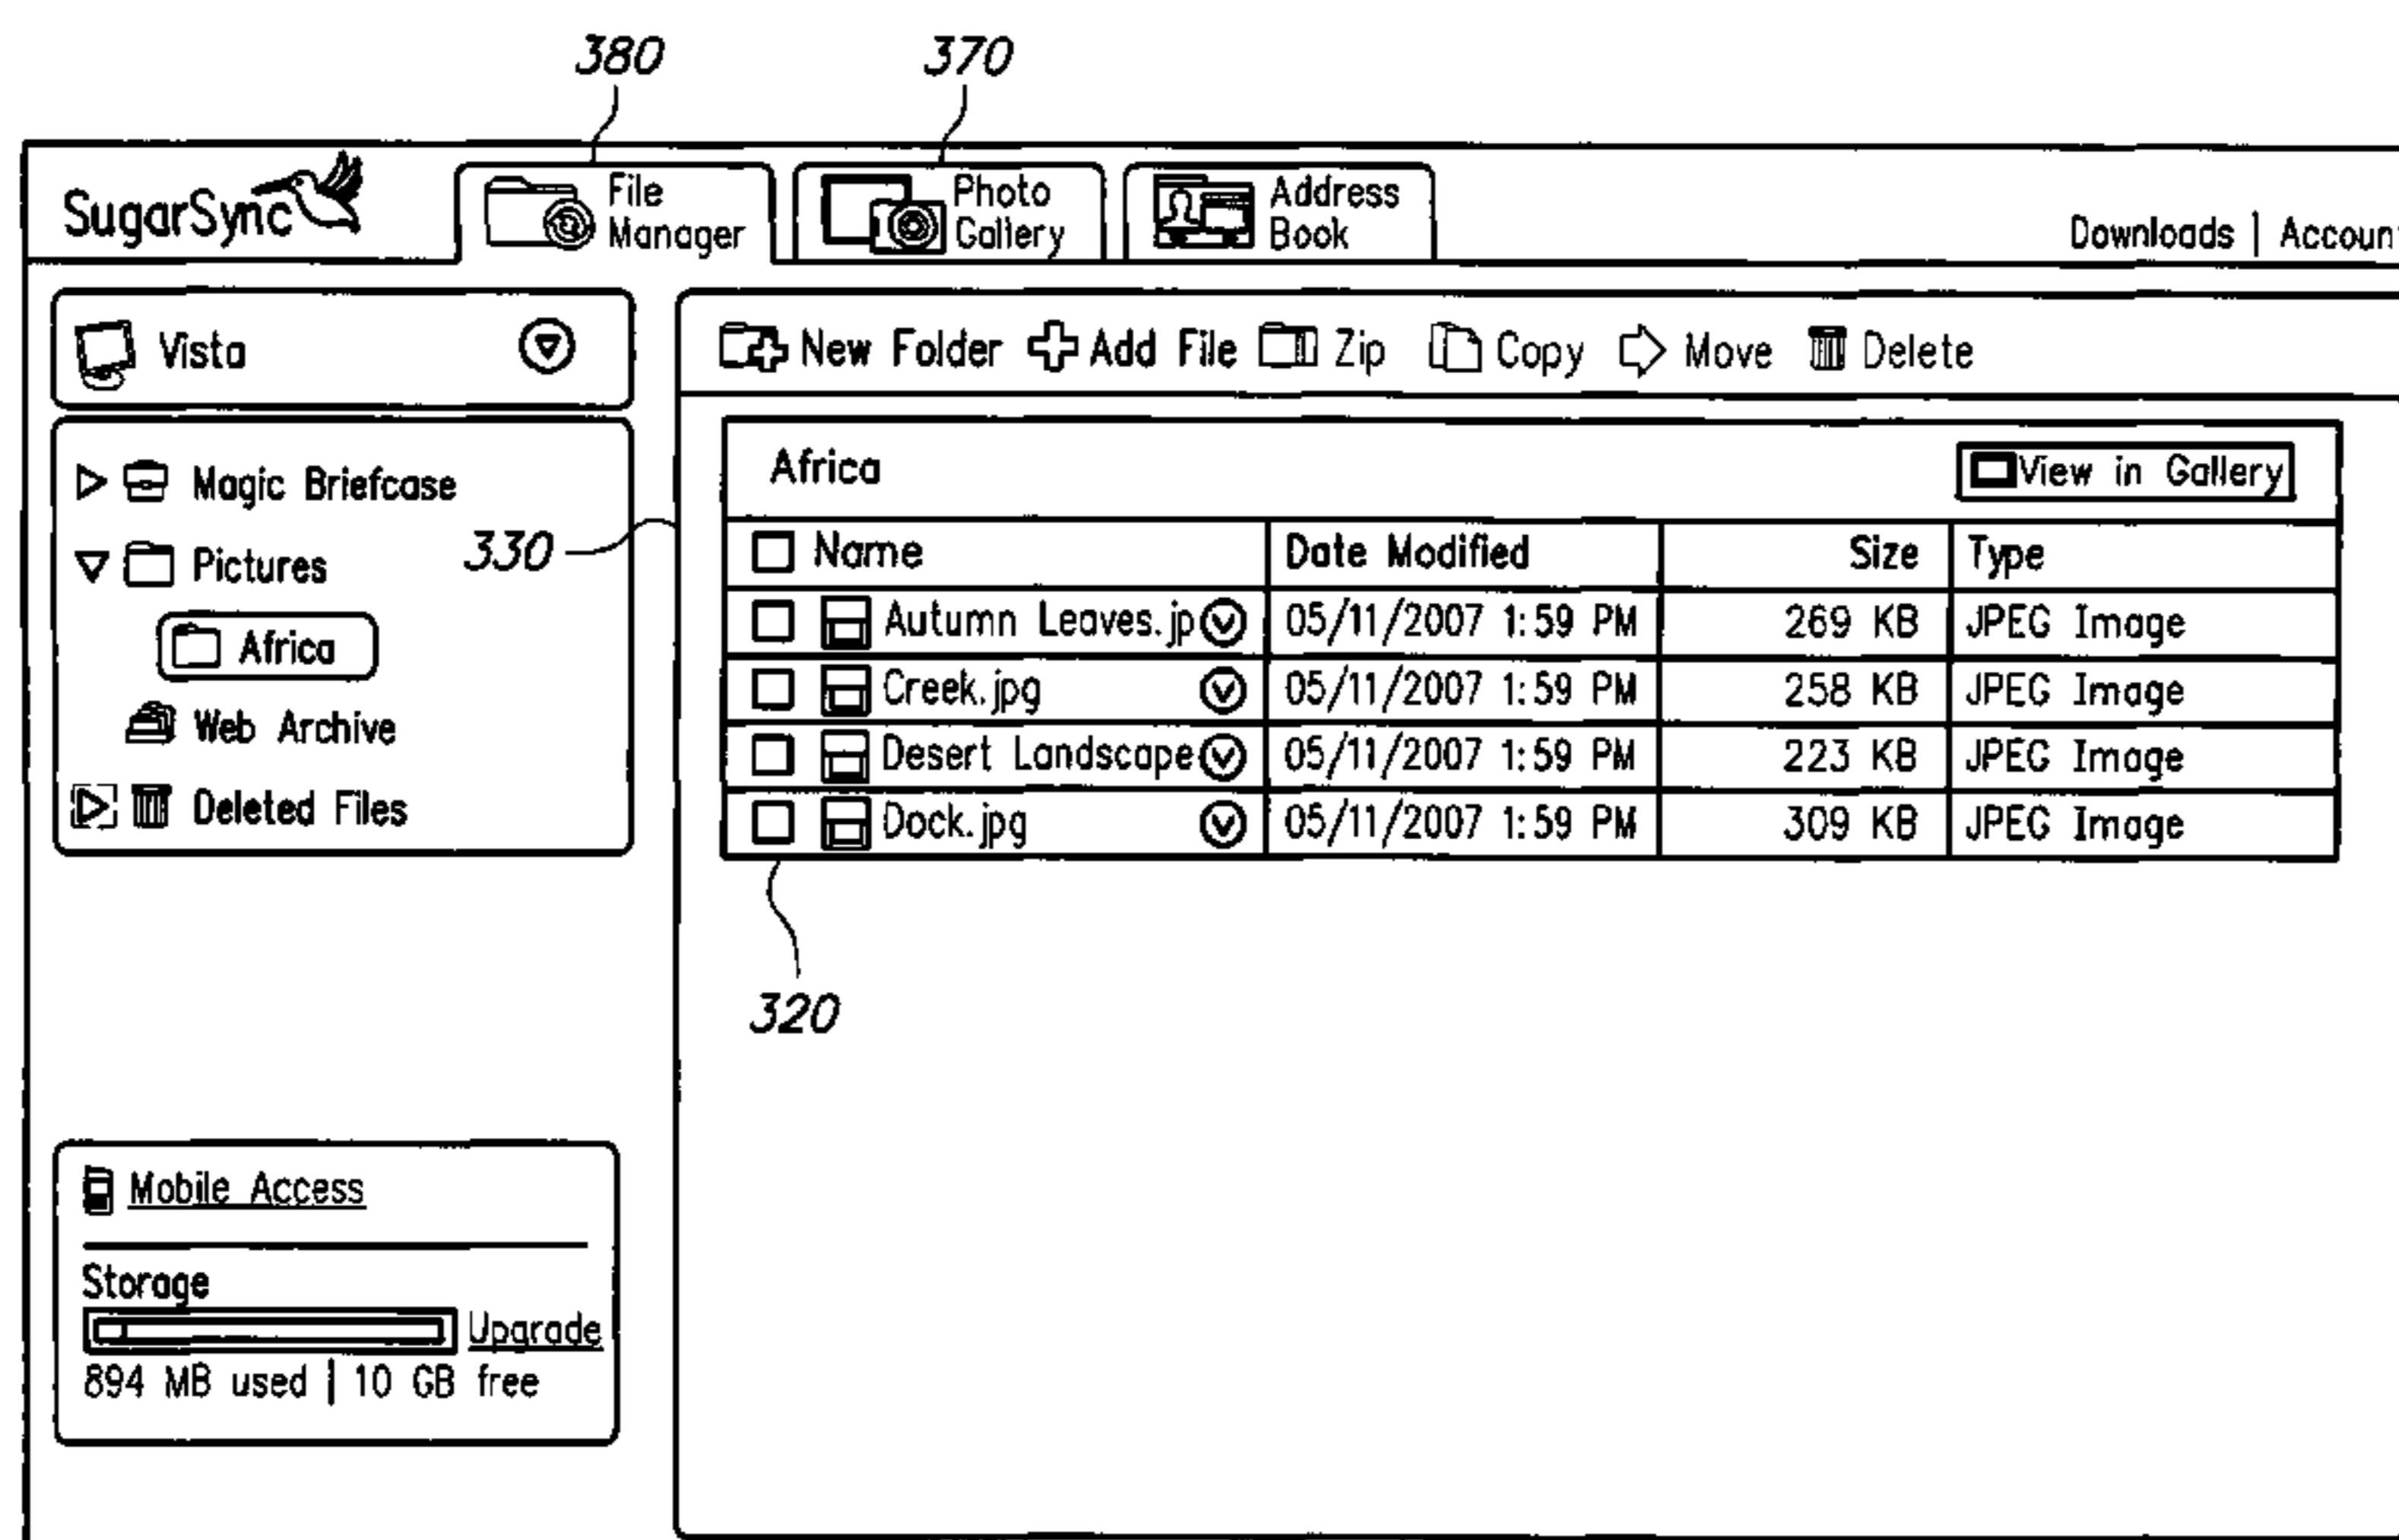 380 370
SugarSync File Manager Photo Gallery Address Book Downloads | Accoun
Vista
New Folder Add File Zip Copy Move Delete
Magic Briefcase
Pictures
Africa
Web Archive
Deleted Files
330
Africa View in Gallery
Name Date Modified Size Type
Autumn Leaves.jp 05/11/2007 1:59 PM 269 KB JPEG Image
Creek.jpg 05/11/2007 1:59 PM 258 KB JPEG Image
Desert Landscape 05/11/2007 1:59 PM 223 KB JPEG Image
Dock.jpg 05/11/2007 1:59 PM 309 KB JPEG Image
320
Mobile Access
Storage
Upgrade
894 MB used | 10 GB free